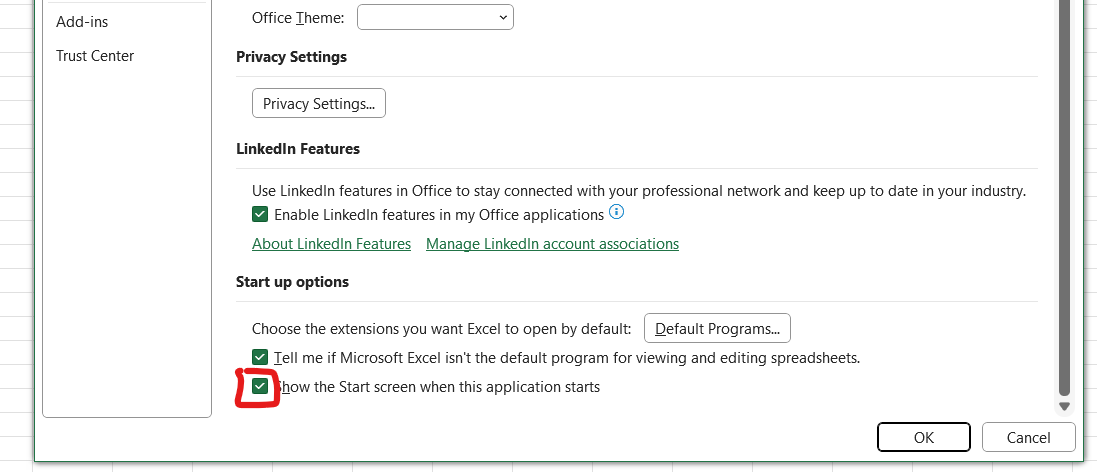 Add-ins
Trust Center
Office Theme:
Privacy Settings
Privacy Settings...
LinkedIn Features
Use LinkedIn features in Office to stay connected with your professional network and keep up to date in your industry.
Enable LinkedIn features in my Office applications
About LinkedIn Features Manage LinkedIn account associations
Start up options
Choose the extensions you want Excel to open by default: Default Programs...
Tell me if Microsoft Excel isn't the default program for viewing and editing spreadsheets.
Show the Start screen when this application starts
OK Cancel